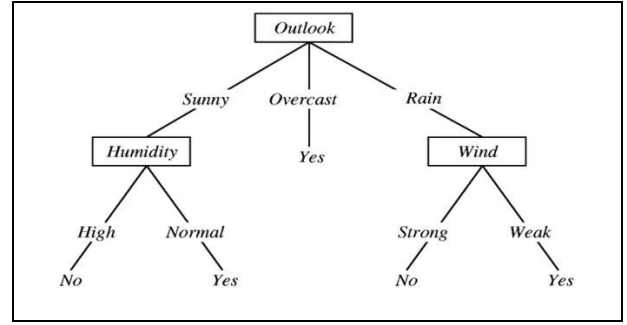 Outlook
Sunny Overcast Rain
Humidity Yes Wind
High Normal Strong Weak
No Yes No Yes